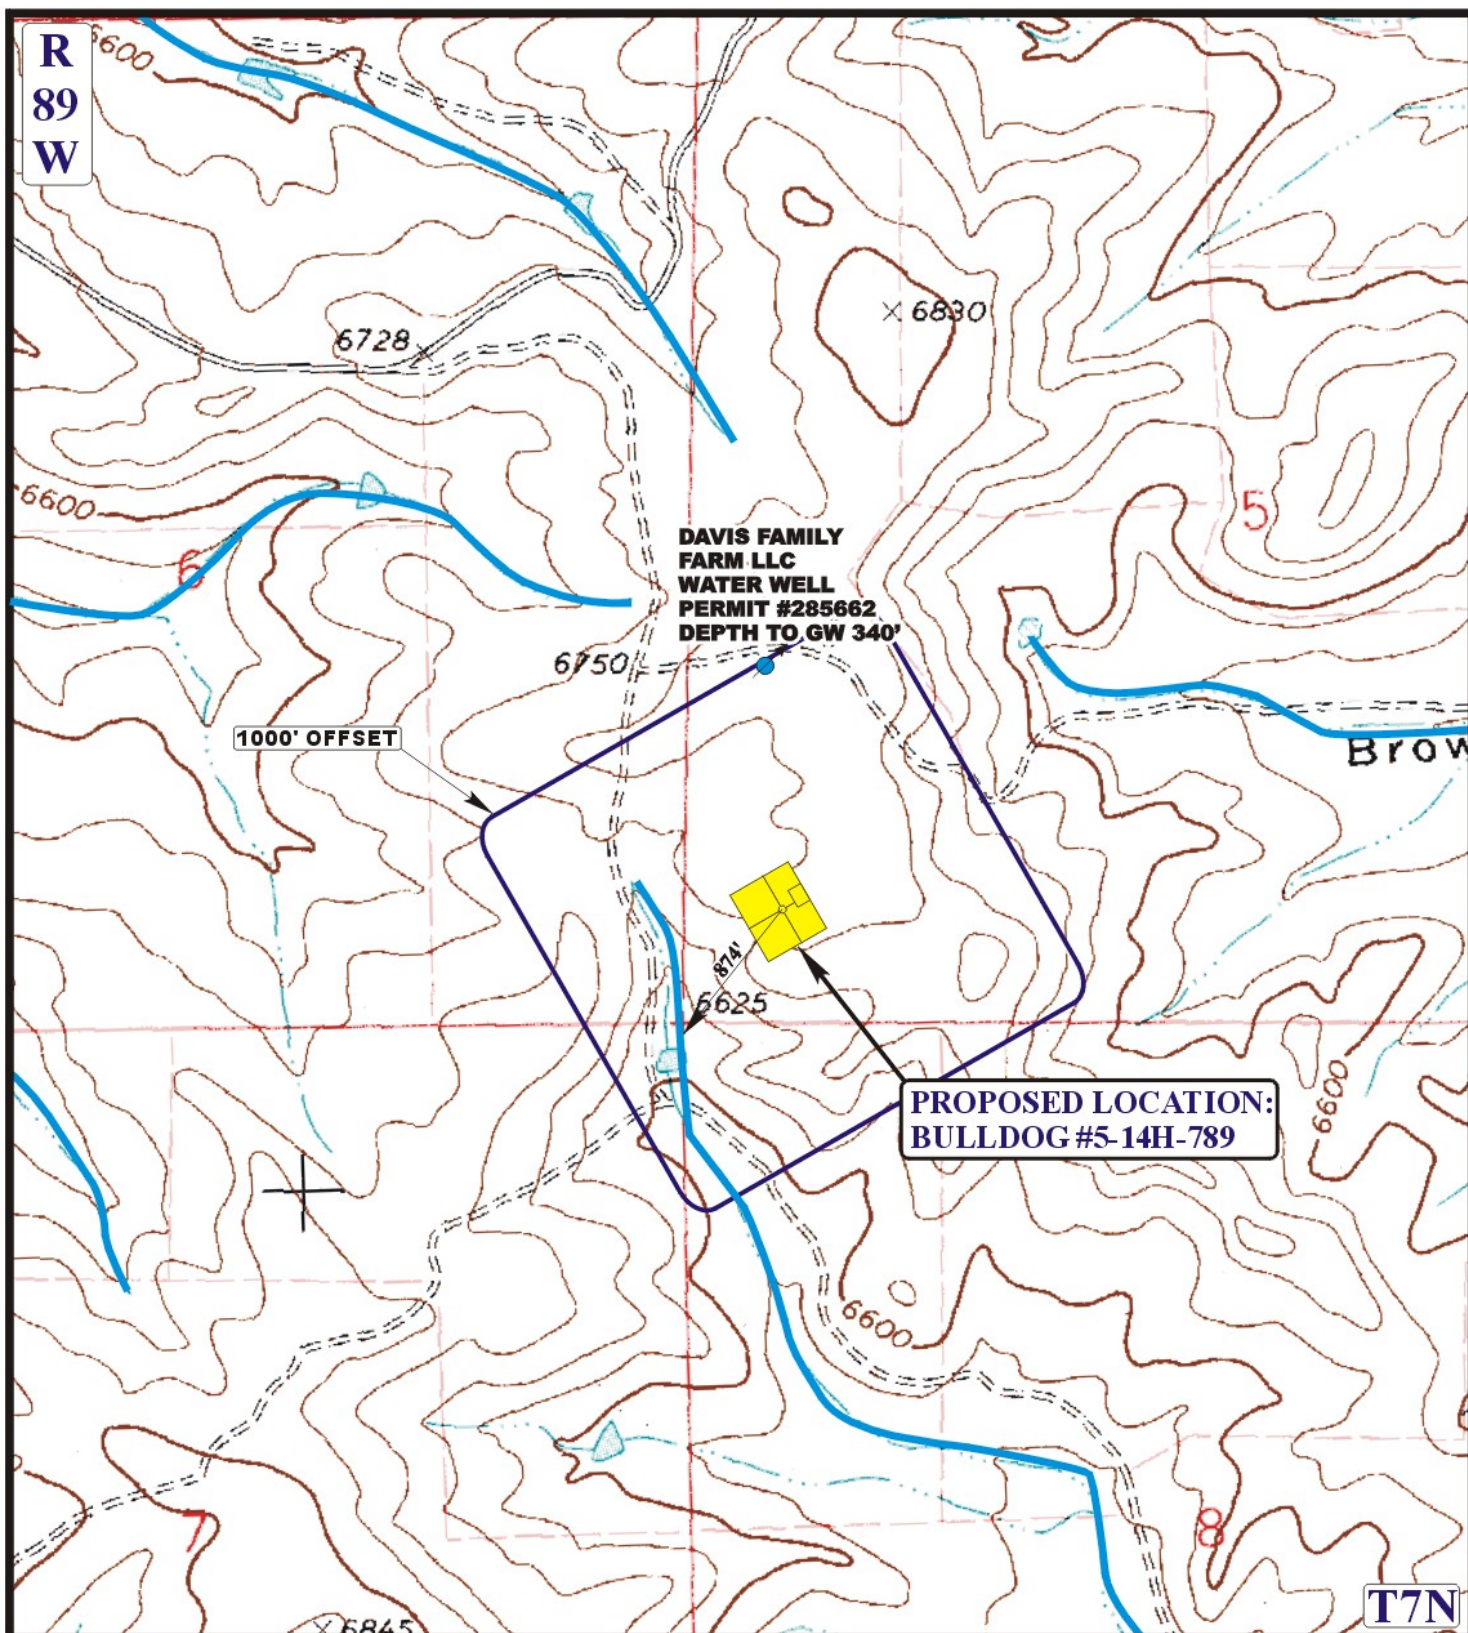 R
89
W
6600
6728
6830
6600
5
6
DAVIS FAMILY
FARM LLC
WATER WELL
PERMIT #285662
DEPTH TO GW 340'
6750
1000' OFFSET
Brow
874'
6625
6600
PROPOSED LOCATION:
BULLDOG #5-14H-789
6600
7
8
T7N
6845